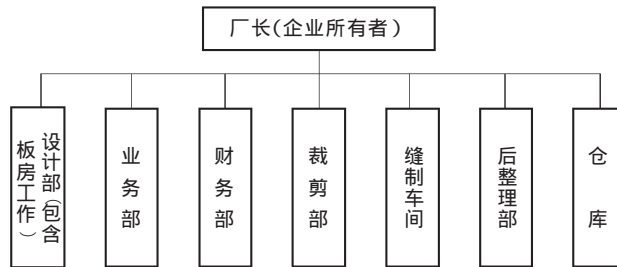 厂长(企业所有者)
设计部(包含
板房工作)
业务部
财务部
裁剪部
缝制车间
后整理部
仓库